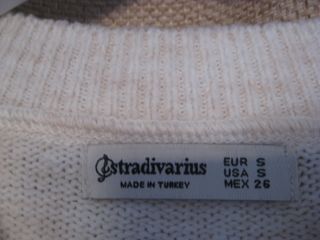 stradivarius
MADE IN TURKEY
EUR S
USA S
MEX 26